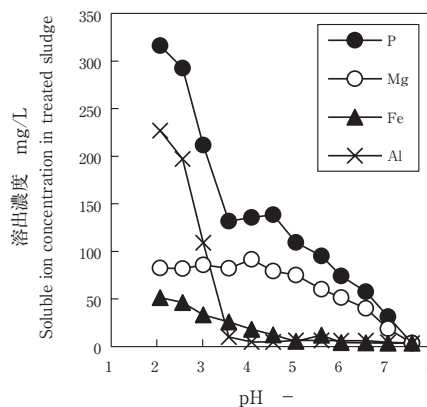 溶出濃度 mg/L
Soluble ion concentration in treated sludge
350
300
250
200
150
100
50
0
1 2 3 4 5 6 7
pH −
P
Mg
Fe
Al